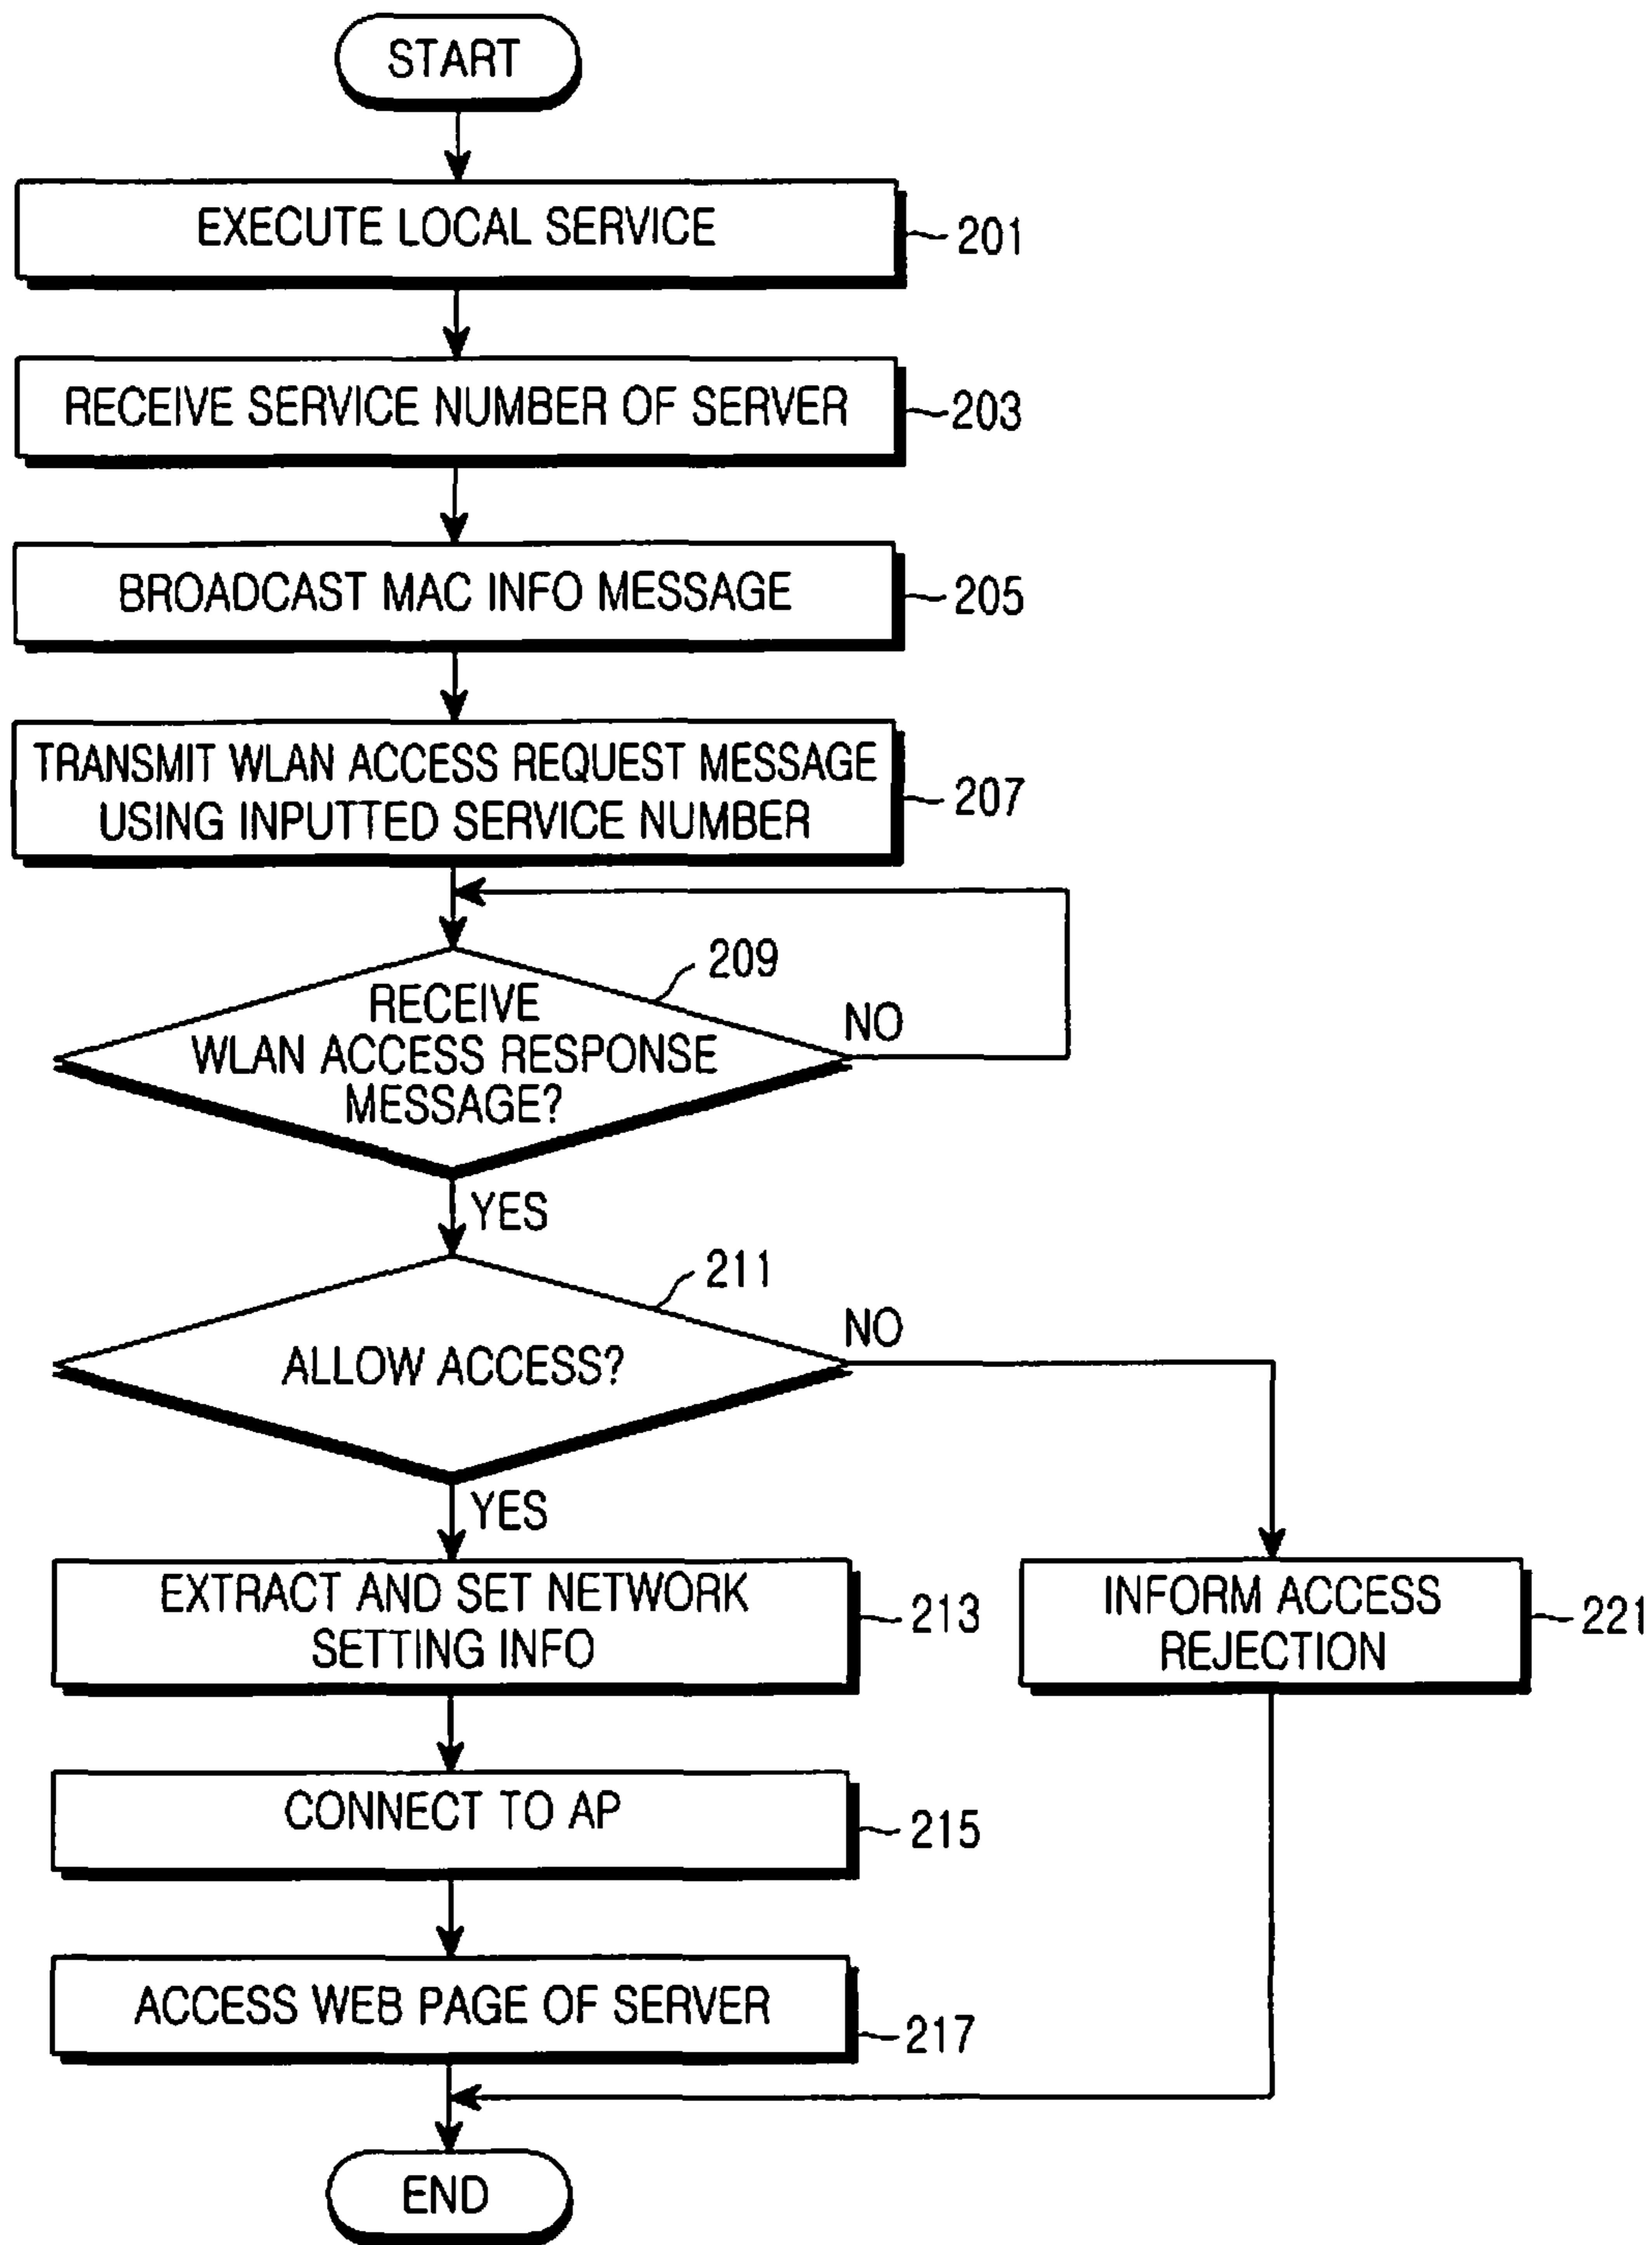 START
EXECUTE LOCAL SERVICE
201
RECEIVE SERVICE NUMBER OF SERVER
203
BROADCAST MAC INFO MESSAGE
205
TRANSMIT WLAN ACCESS REQUEST MESSAGE
USING INPUTTED SERVICE NUMBER
207
209
RECEIVE
WLAN ACCESS RESPONSE
MESSAGE?
NO
YES
211
ALLOW ACCESS?
NO
YES
EXTRACT AND SET NETWORK
SETTING INFO
213
INFORM ACCESS
REJECTION
221
CONNECT TO AP
215
ACCESS WEB PAGE OF SERVER
217
END